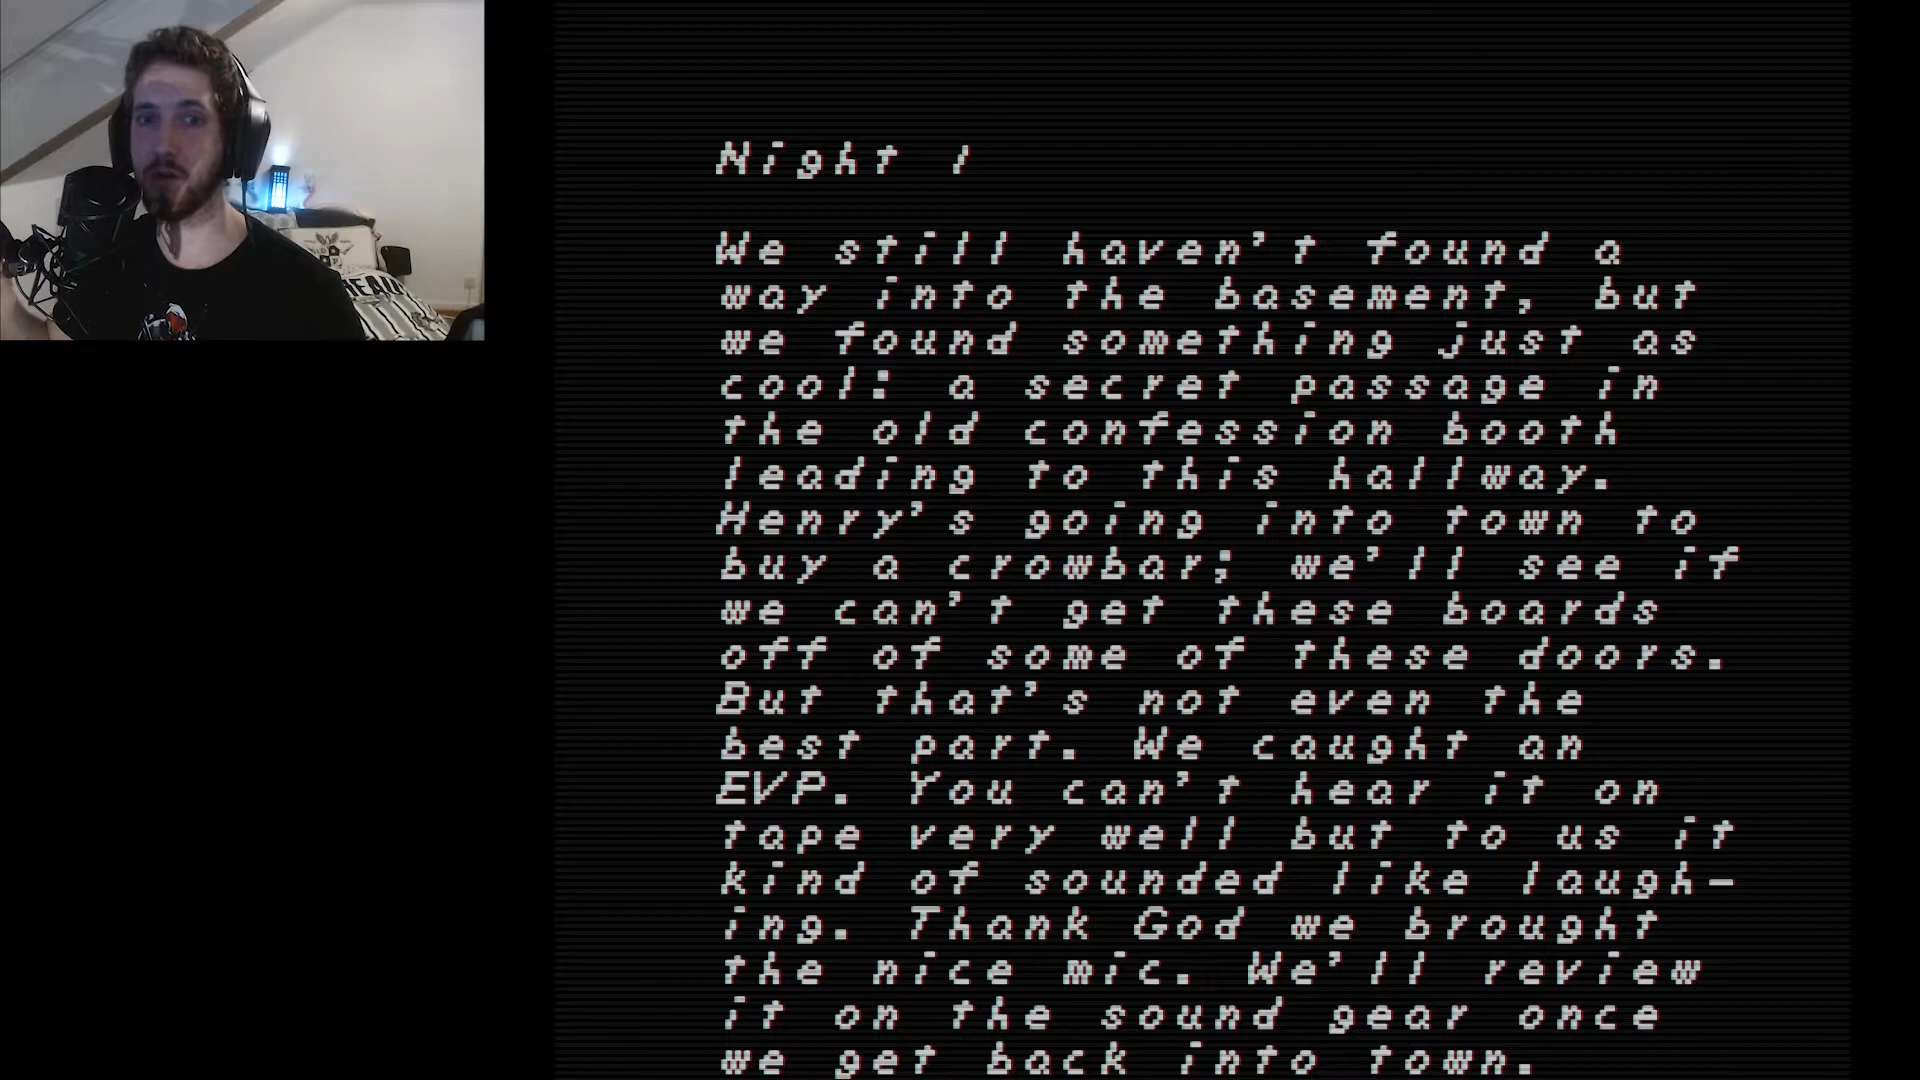 Night 1
We still haven't found a
way into the basement, but
we found something just as
cool: a secret passage in
the old confession booth
leading to this hallway.
Henry's going into town to
buy a crowbar; we'll see if
we can't get these boards
off of some of these doors.
But that's not even the
best part. We caught an
EVP. You can't hear it on
tape very well but to us it
kind of sounded like laugh-
ing. Thank God we brought
the nice mic. We'll review
it on the sound gear once
we get back into town.